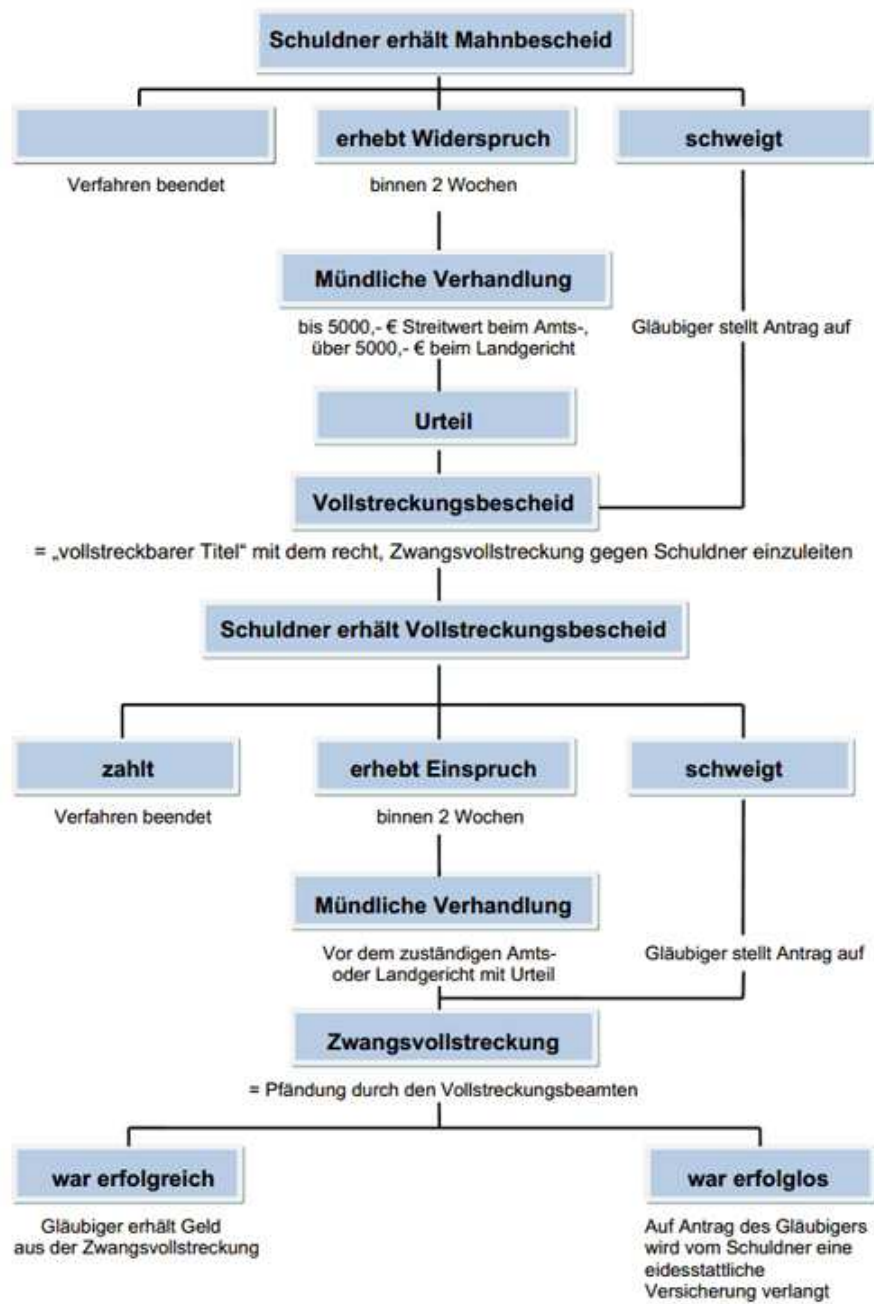 Schuldner erhält Mahnbescheid
erhebt Widerspruch
schweigt
Verfahren beendet
binnen 2 Wochen
Mündliche Verhandlung
bis 5000,- € Streitwert beim Amts-,
über 5000,- € beim Landgericht
Gläubiger stellt Antrag auf
Urteil
Vollstreckungsbescheid
= „vollstreckbarer Titel“ mit dem recht, Zwangsvollstreckung gegen Schuldner einzuleiten
Schuldner erhält Vollstreckungsbescheid
zahlt
erhebt Einspruch
schweigt
Verfahren beendet
binnen 2 Wochen
Mündliche Verhandlung
Vor dem zuständigen Amts-
oder Landgericht mit Urteil
Gläubiger stellt Antrag auf
Zwangsvollstreckung
= Pfändung durch den Vollstreckungsbeamten
war erfolgreich
war erfolglos
Gläubiger erhält Geld
aus der Zwangsvollstreckung
Auf Antrag des Gläubigers
wird vom Schuldner eine
eidesstattliche
Versicherung verlangt